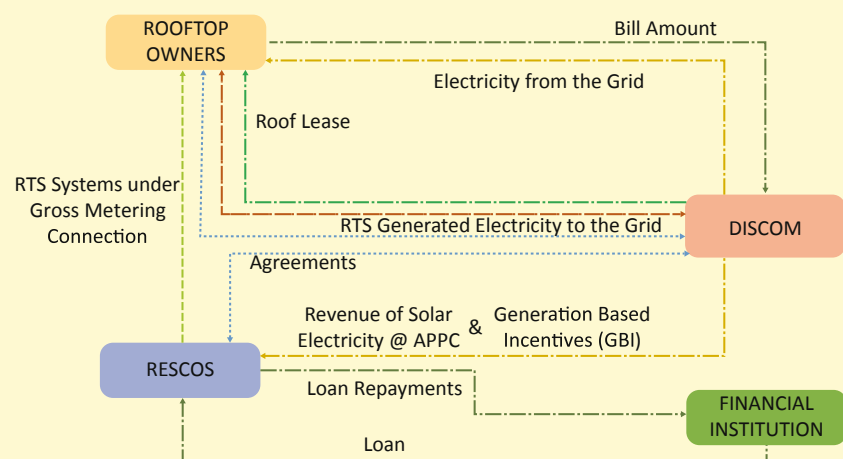 ROOFTOP
OWNERS
Bill Amount
Electricity from the Grid
Roof Lease
RTS Systems under
Gross Metering
Connection
RTS Generated Electricity to the Grid
DISCOM
Agreements
Revenue of Solar
Electricity @ APPC
&
Generation Based
Incentives (GBI)
RESCOS
Loan Repayments
FINANCIAL
INSTITUTION
Loan